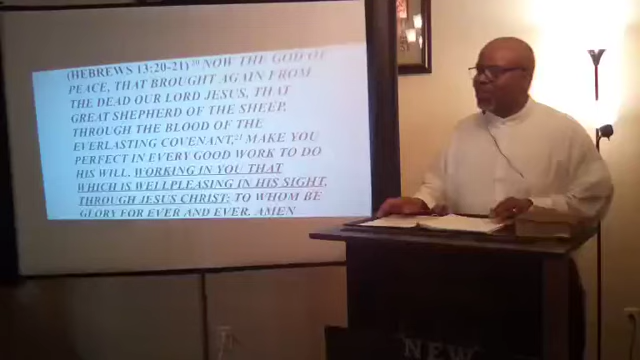 (HEBREWS 13:20-21) 20 NOW THE GOD OF
PEACE, THAT BROUGHT AGAIN FROM
THE DEAD OUR LORD JESUS, THAT
GREAT SHEPHERD OF THE SHEEP,
THROUGH THE BLOOD OF THE
EVERLASTING COVENANT, 21 MAKE YOU
PERFECT IN EVERY GOOD WORK TO DO
HIS WILL, WORKING IN YOU THAT
WHICH IS WELLPLEASING IN HIS SIGHT,
THROUGH JESUS CHRIST; TO WHOM BE
GLORY FOR EVER AND EVER. AMEN
NEW